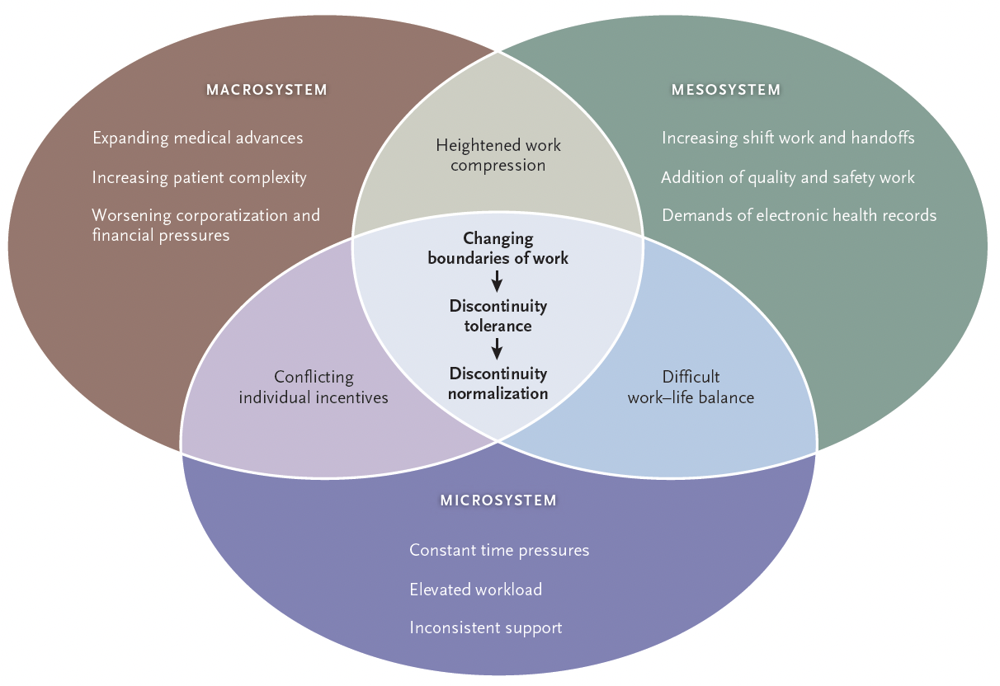 MACROSYSTEM
Expanding medical advances
Increasing patient complexity
Worsening corporatization and
financial pressures
Heightened work
compression
MESOSYSTEM
Increasing shift work and handoffs
Addition of quality and safety work
Demands of electronic health records
Changing
boundaries of work
Discontinuity
tolerance
Discontinuity
normalization
Conflicting
individual incentives
Difficult
work–life balance
MICROSYSTEM
Constant time pressures
Elevated workload
Inconsistent support